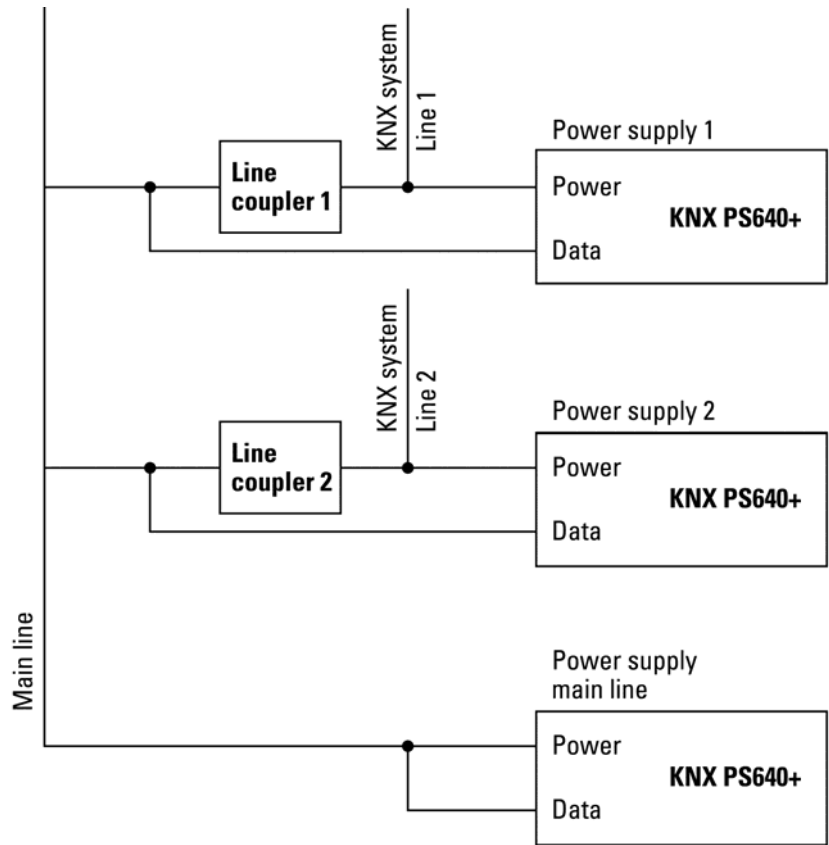 KNX system
Line 1
Power supply 1
Line
coupler 1
Power
KNX PS640+
Data
KNX system
Line 2
Power supply 2
Line
coupler 2
Power
KNX PS640+
Data
Main line
Power supply
main line
Power
KNX PS640+
Data